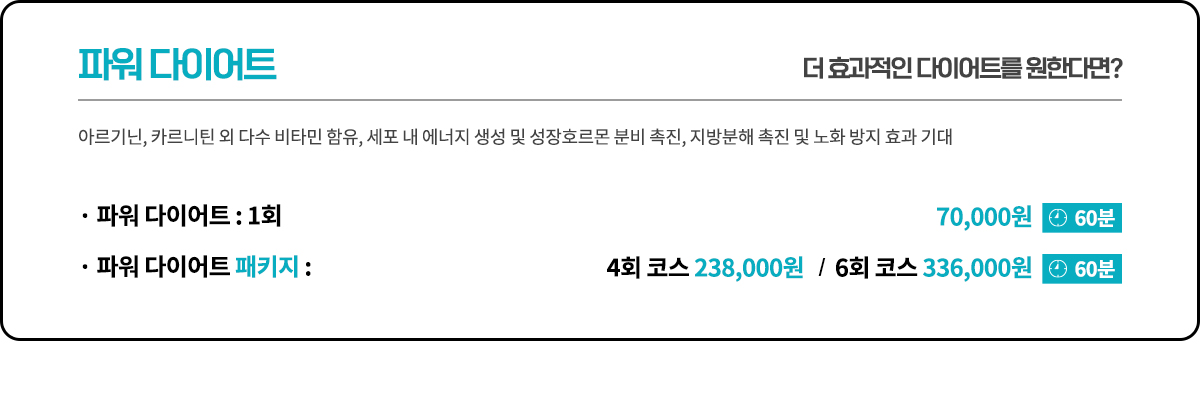 파워 다이어트
더 효과적인 다이어트를 원한다면?
아르기닌, 카르니틴 외 다수 비타민 함유, 세포 내 에너지 생성 및 성장호르몬 분비 촉진, 지방분해 촉진 및 노화 방지 효과 기대
· 파워 다이어트 : 1회 70,000원 60분
· 파워 다이어트 패키지 : 4회 코스 238,000원 / 6회 코스 336,000원 60분